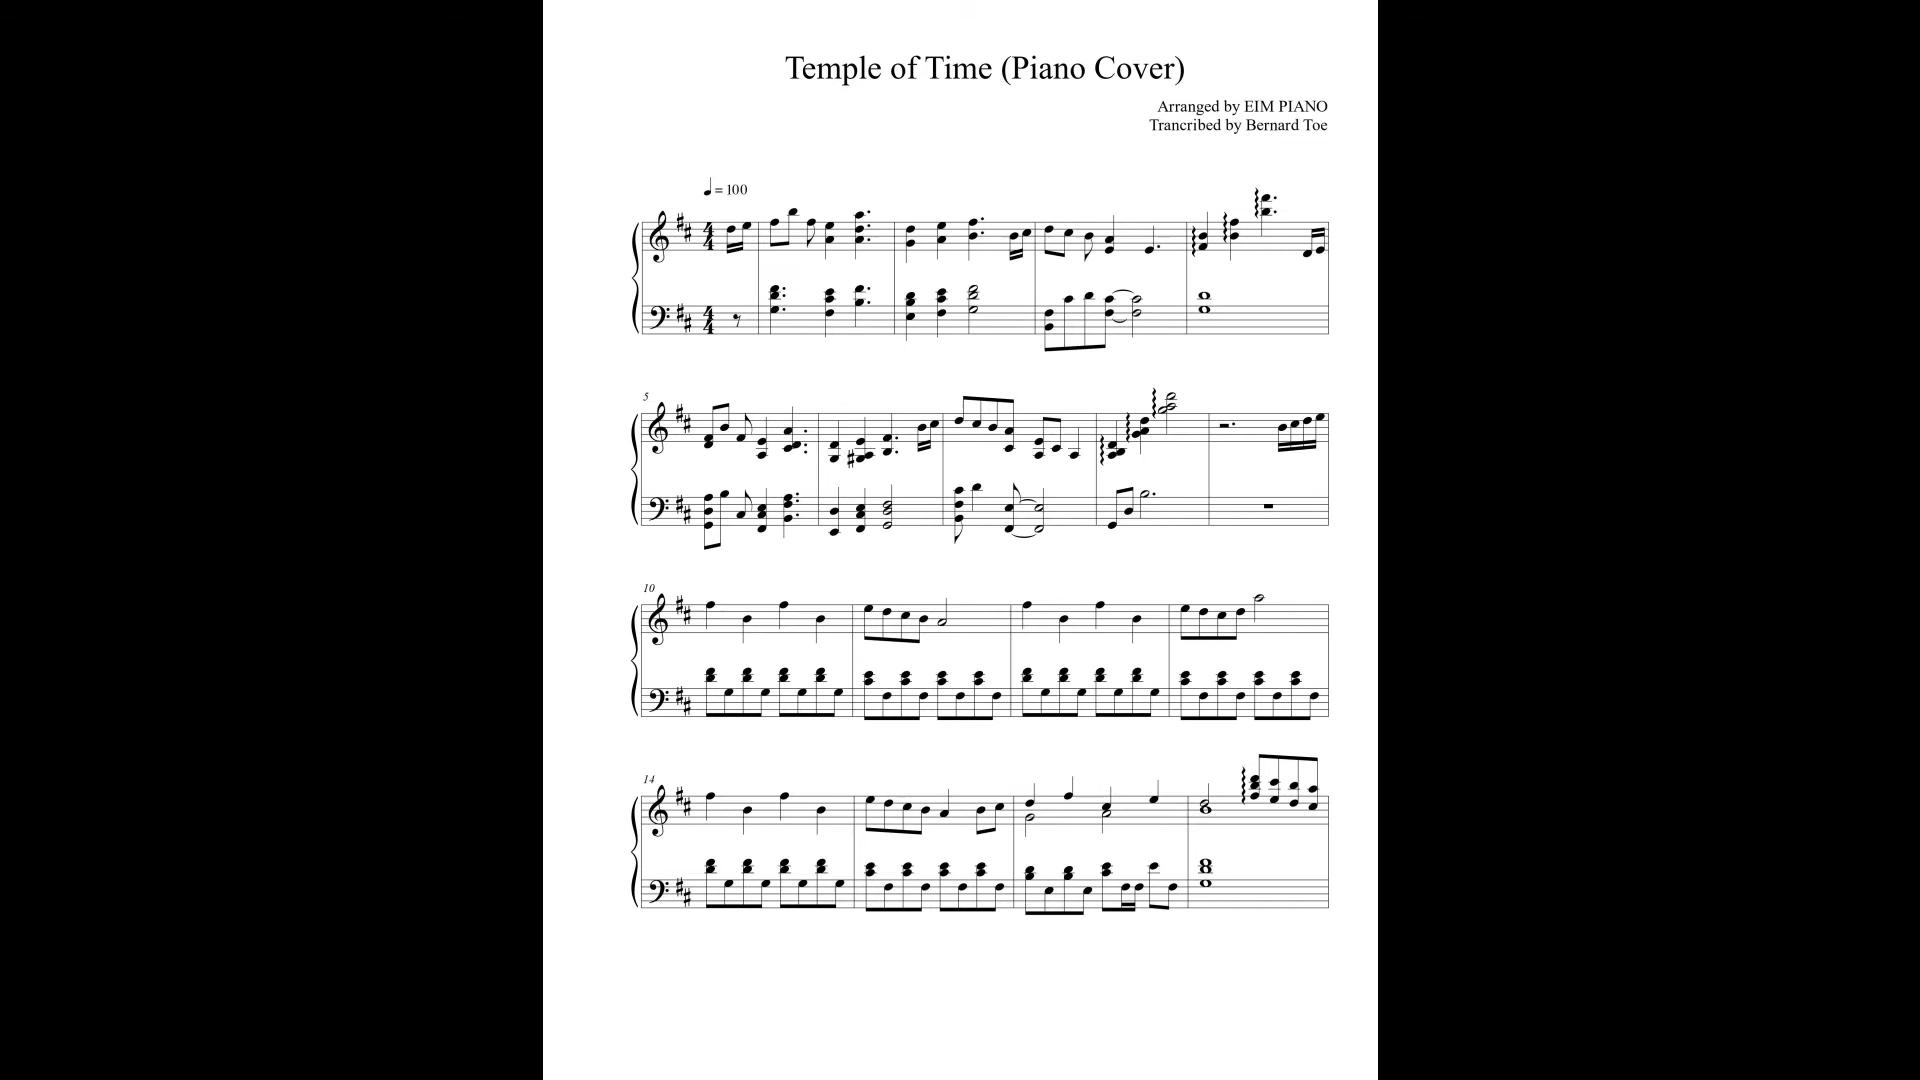 Temple of Time (Piano Cover)
Arranged by EIM PIANO
Trancribed by Bernard Toe
= 100
4 4
4 4
5
10
14